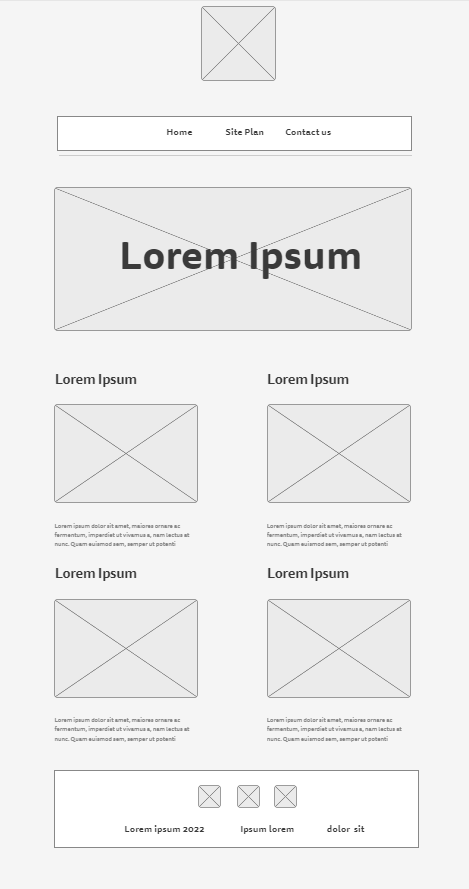 Home Site Plan Contact us
Lorem Ipsum
Lorem Ipsum
Lorem ipsum dolor sit amet, maiores ornare ac
fermentum, imperdiet ut vivamus a, nam lectus at
nunc. Quam euismod sem, semper ut potenti
Lorem Ipsum
Lorem ipsum dolor sit amet, maiores ornare ac
fermentum, imperdiet ut vivamus a, nam lectus at
nunc. Quam euismod sem, semper ut potenti
Lorem Ipsum
Lorem ipsum dolor sit amet, maiores ornare ac
fermentum, imperdiet ut vivamus a, nam lectus at
nunc. Quam euismod sem, semper ut potenti
Lorem Ipsum
Lorem ipsum dolor sit amet, maiores ornare ac
fermentum, imperdiet ut vivamus a, nam lectus at
nunc. Quam euismod sem, semper ut potenti
Lorem ipsum 2022 Ipsum lorem dolor sit